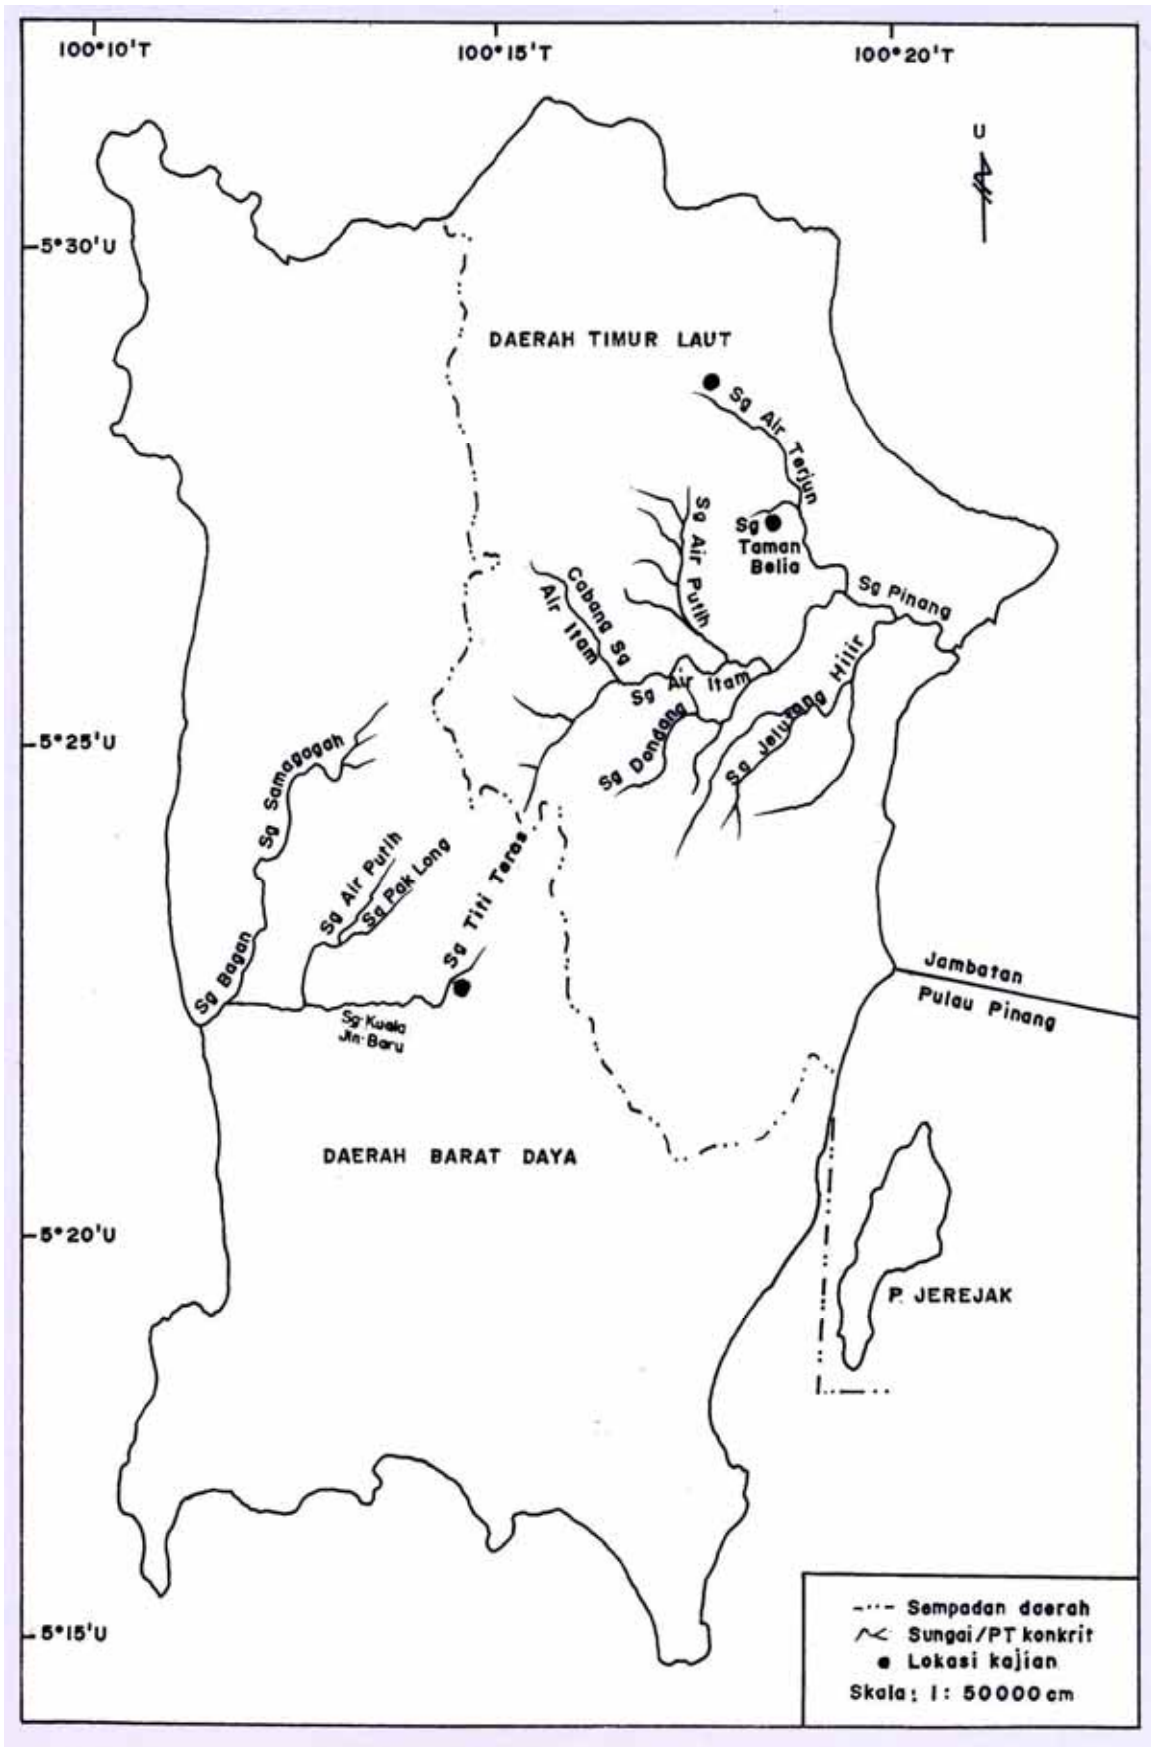 100°10'T
100°15'T
100°20'T
U
5°30'U
DAERAH TIMUR LAUT
Sg Air Terjun
Sg Air Putih
Sg
Taman
Belia
Sg Pinang
Cabang Sg
Air Itam
Sg Air Itam
Sg Jelutong Hilir
Sg Dondang
5°25'U
Sg Samagagah
Sg Air Putih
Sg Pak Long
Sg Titi Teras
Sg Bagan
Sg. Kuala
Jln. Baru
Jambatan
Pulau Pinang
DAERAH BARAT DAYA
5°20'U
P. JEREJAK
5°15'U
Sempadan daerah
Sungai/PT konkrit
Lokasi kajian
Skala: 1: 50000 cm